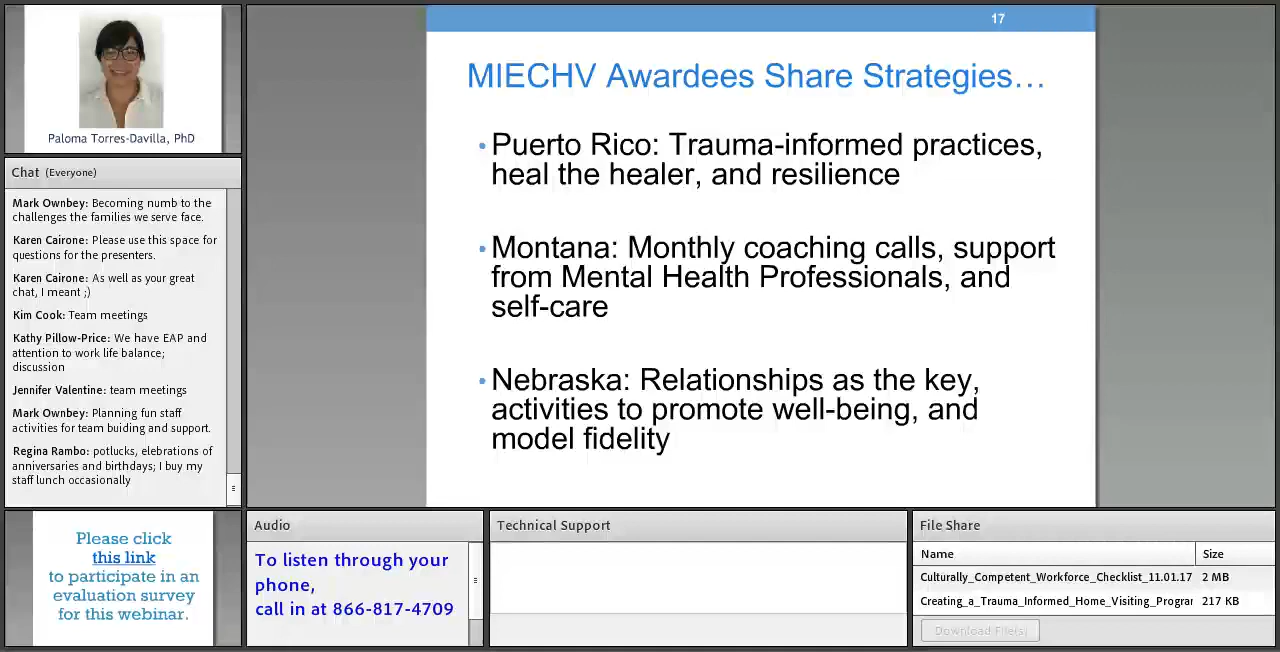 Paloma Torres-Davilla, PhD
Chat (Everyone)
Mark Ownbey: Becoming numb to the
challenges the families we serve face.
Karen Cairone: Please use this space for
questions for the presenters.
Karen Cairone: As well as your great
chat, I meant ;)
Kim Cook: Team meetings
Kathy Pillow-Price: We have EAP and
attention to work life balance;
discussion
Jennifer Valentine: team meetings
Mark Ownbey: Planning fun staff
activities for team buiding and support.
Regina Rambo: potlucks, elebrations of
anniversaries and birthdays; I buy my
staff lunch occasionally
Please click
this link
to participate in an
evaluation survey
for this webinar.
17
MIECHV Awardees Share Strategies…
• Puerto Rico: Trauma-informed practices,
heal the healer, and resilience
• Montana: Monthly coaching calls, support
from Mental Health Professionals, and
self-care
• Nebraska: Relationships as the key,
activities to promote well-being, and
model fidelity
Audio
To listen through your
phone,
call in at 866-817-4709
Technical Support
File Share
Name Size
Culturally_Competent_Workforce_Checklist_11.01.17 2 MB
Creating_a_Trauma_Informed_Home_Visiting_Prograr 217 KB
Download File(s)